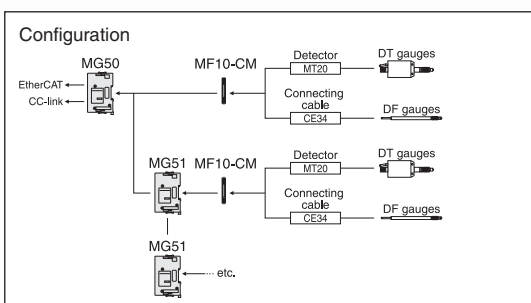 Configuration
MG50
MF10-CM
Detector
MT20
DT gauges
EtherCAT
CC-link
Connecting
cable
CE34
DF gauges
MG51
MF10-CM
Detector
MT20
DT gauges
Connecting
cable
CE34
DF gauges
MG51
etc.